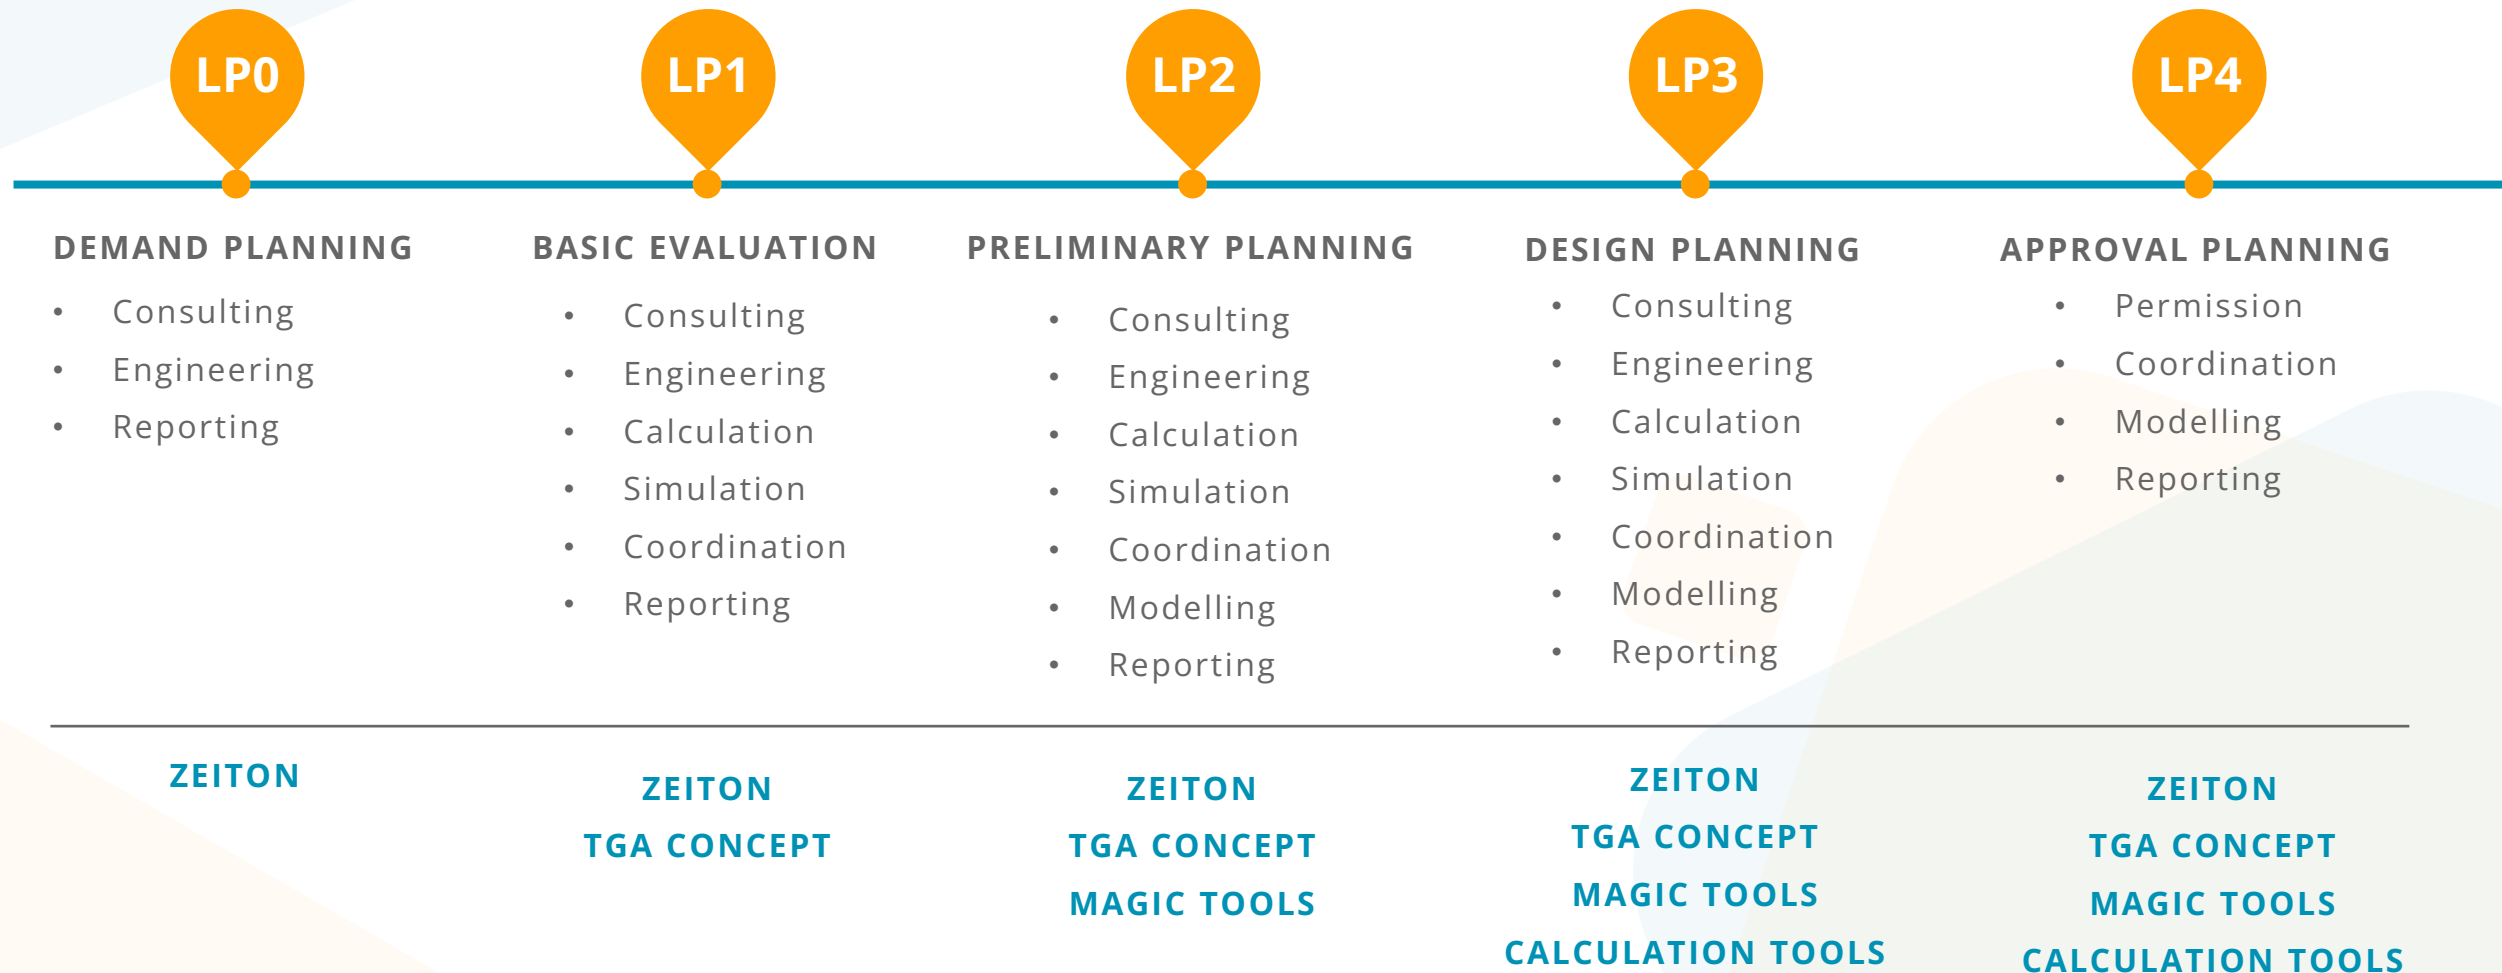 LP0
LP1
LP2
LP3
LP4
DEMAND PLANNING
• Consulting
• Engineering
• Reporting
BASIC EVALUATION
• Consulting
• Engineering
• Calculation
• Simulation
• Coordination
• Reporting
PRELIMINARY PLANNING
• Consulting
• Engineering
• Calculation
• Simulation
• Coordination
• Modelling
• Reporting
DESIGN PLANNING
• Consulting
• Engineering
• Calculation
• Simulation
• Coordination
• Modelling
• Reporting
APPROVAL PLANNING
• Permission
• Coordination
• Modelling
• Reporting
ZEITON
ZEITON
TGA CONCEPT
ZEITON
TGA CONCEPT
MAGIC TOOLS
ZEITON
TGA CONCEPT
MAGIC TOOLS
CALCULATION TOOLS
ZEITON
TGA CONCEPT
MAGIC TOOLS
CALCULATION TOOLS